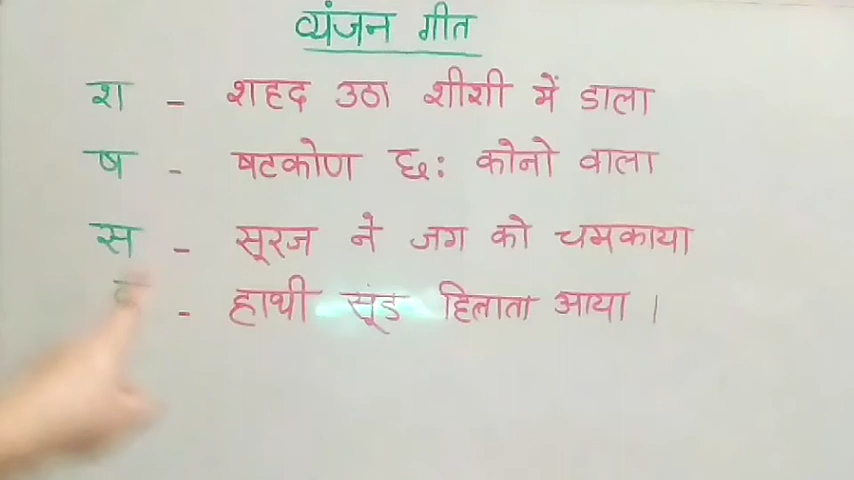 व्यंजन गीत
श - शहद उठा शीशी में डाला
ष - षटकोण छः कोनो वाला
स - सूरज ने जग को चमकाया
- हाथी सूंड हिलाता आया ।